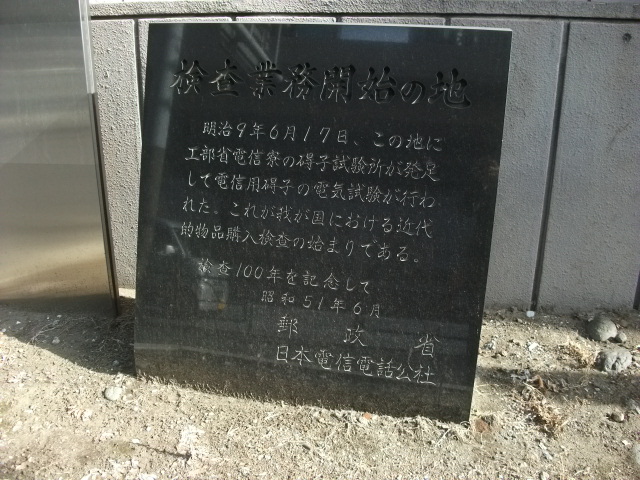 検査業務開始の地
明治9年6月17日、この地に
工部省電信寮の碍子試験所が発足
して電信用碍子の電気試験が行わ
れた。これが我が国における近代
的物品購入検査の始まりである。
検査100年を記念して
昭和51年6月
郵政省
日本電信電話公社